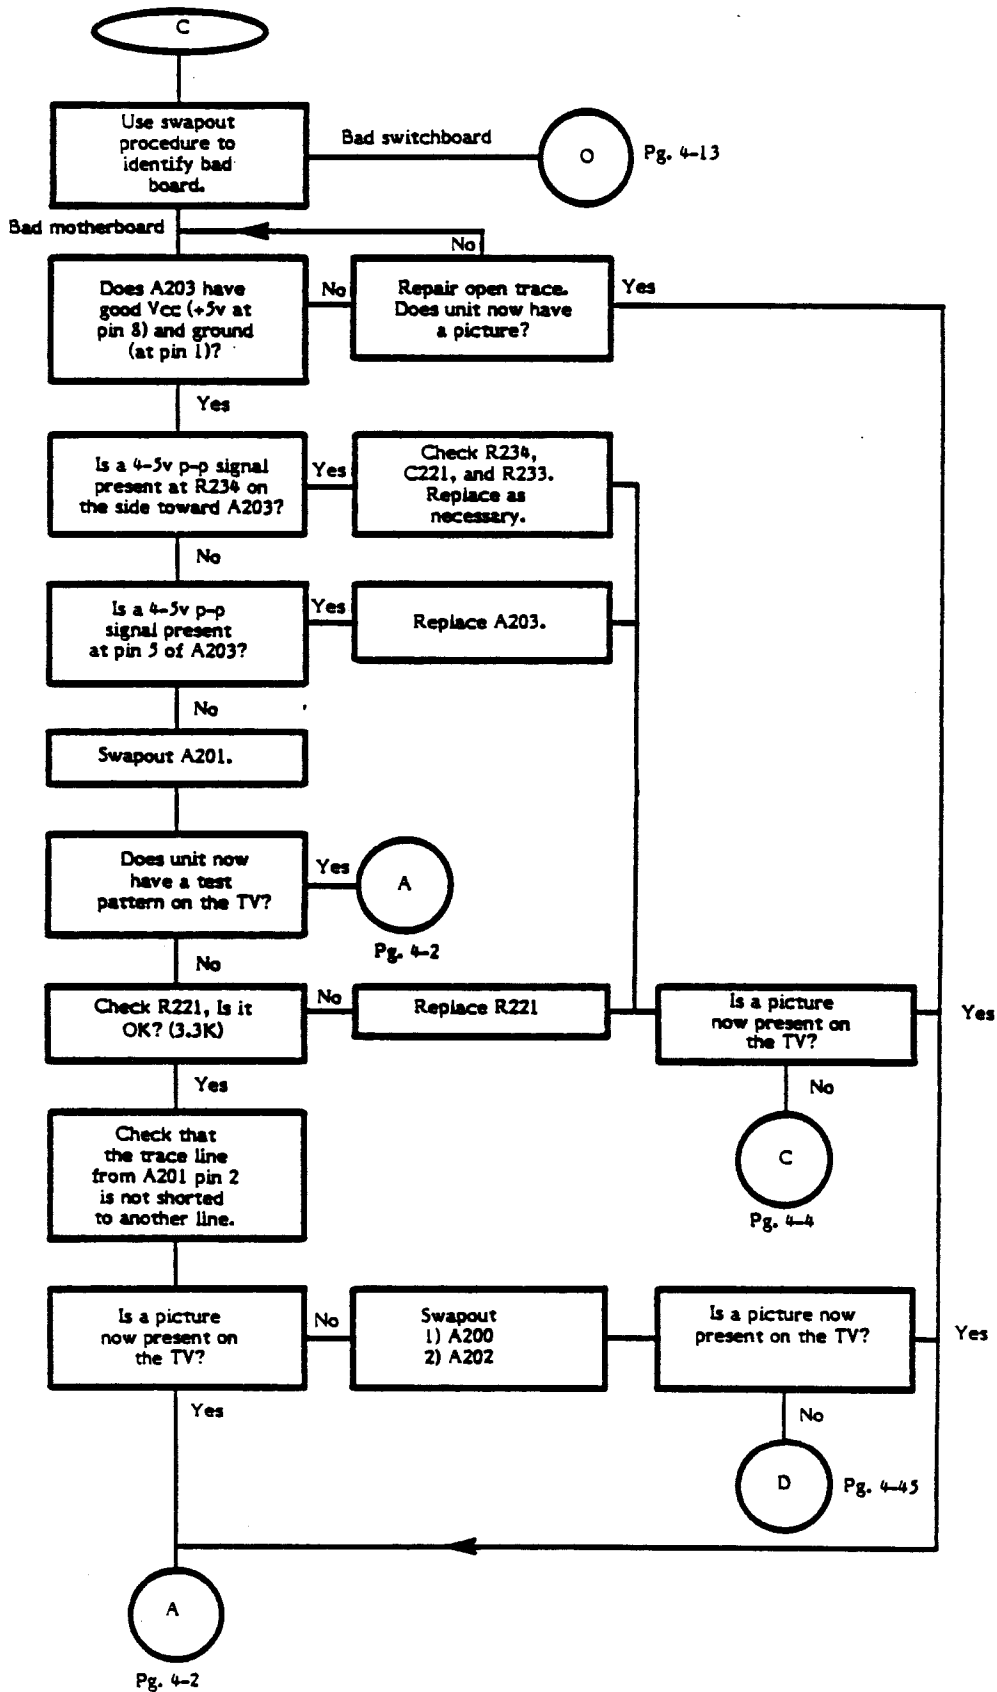 C
Use swapout
procedure to
identify bad
board.
Bad switchboard
O
Pg. 4-13
Bad motherboard
No
Does A203 have
good Vcc (+5v at
pin 8) and ground
(at pin 1)?
No
Repair open trace.
Does unit now have
a picture?
Yes
Yes
Is a 4-5v p-p signal
present at R234 on
the side toward A203?
Yes
Check R234,
C221, and R233.
Replace as
necessary.
No
Is a 4-5v p-p
signal present
at pin 5 of A203?
Yes
Replace A203.
No
Swapout A201.
Does unit now
have a test
pattern on the TV?
Yes
A
Pg. 4-2
No
Check R221, Is it
OK? (3.3K)
No
Replace R221
Is a picture
now present on
the TV?
Yes
Yes
No
Check that
the trace line
from A201 pin 2
is not shorted
to another line.
C
Pg. 4-4
Is a picture
now present on
the TV?
No
Swapout
1) A200
2) A202
Is a picture now
present on the TV?
Yes
Yes
No
D
Pg. 4-45
A
Pg. 4-2